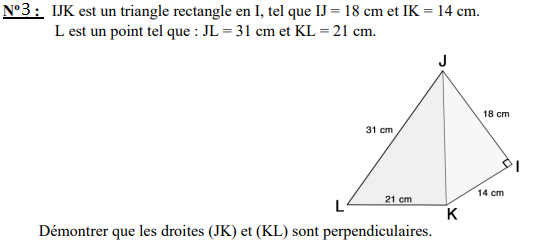 N°3 : IJK est un triangle rectangle en I, tel que IJ = 18 cm et IK = 14 cm.
L est un point tel que : JL = 31 cm et KL = 21 cm.
J
18 cm
31 cm
I
14 cm
21 cm
L
K
Démontrer que les droites (JK) et (KL) sont perpendiculaires.